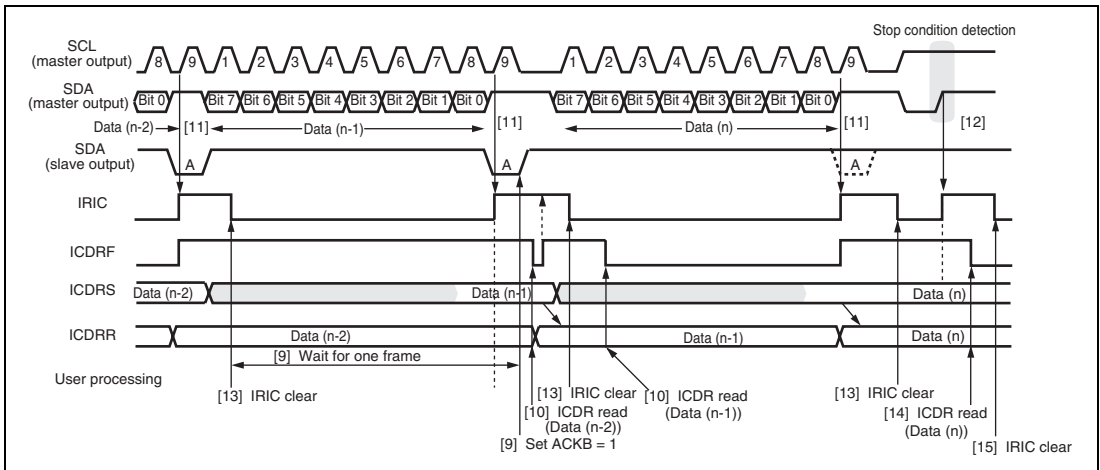 Stop condition detection
SCL
(master output)
8 9 1 2 3 4 5 6 7 8 9 1 2 3 4 5 6 7 8 9
SDA
(master output)
Bit 0 Bit 7 Bit 6 Bit 5 Bit 4 Bit 3 Bit 2 Bit 1 Bit 0 Bit 7 Bit 6 Bit 5 Bit 4 Bit 3 Bit 2 Bit 1 Bit 0
Data (n-2) [11] Data (n-1) [11] Data (n) [11] [12]
SDA
(slave output)
A A A
IRIC
ICDRF
ICDRS
Data (n-2) Data (n-1) Data (n)
ICDRR
Data (n-2) Data (n-1) Data (n)
[9] Wait for one frame
User processing
[13] IRIC clear
[13] IRIC clear
[10] ICDR read
(Data (n-1))
[13] IRIC clear
[10] ICDR read
(Data (n-2))
[14] ICDR read
(Data (n))
[9] Set ACKB = 1
[15] IRIC clear